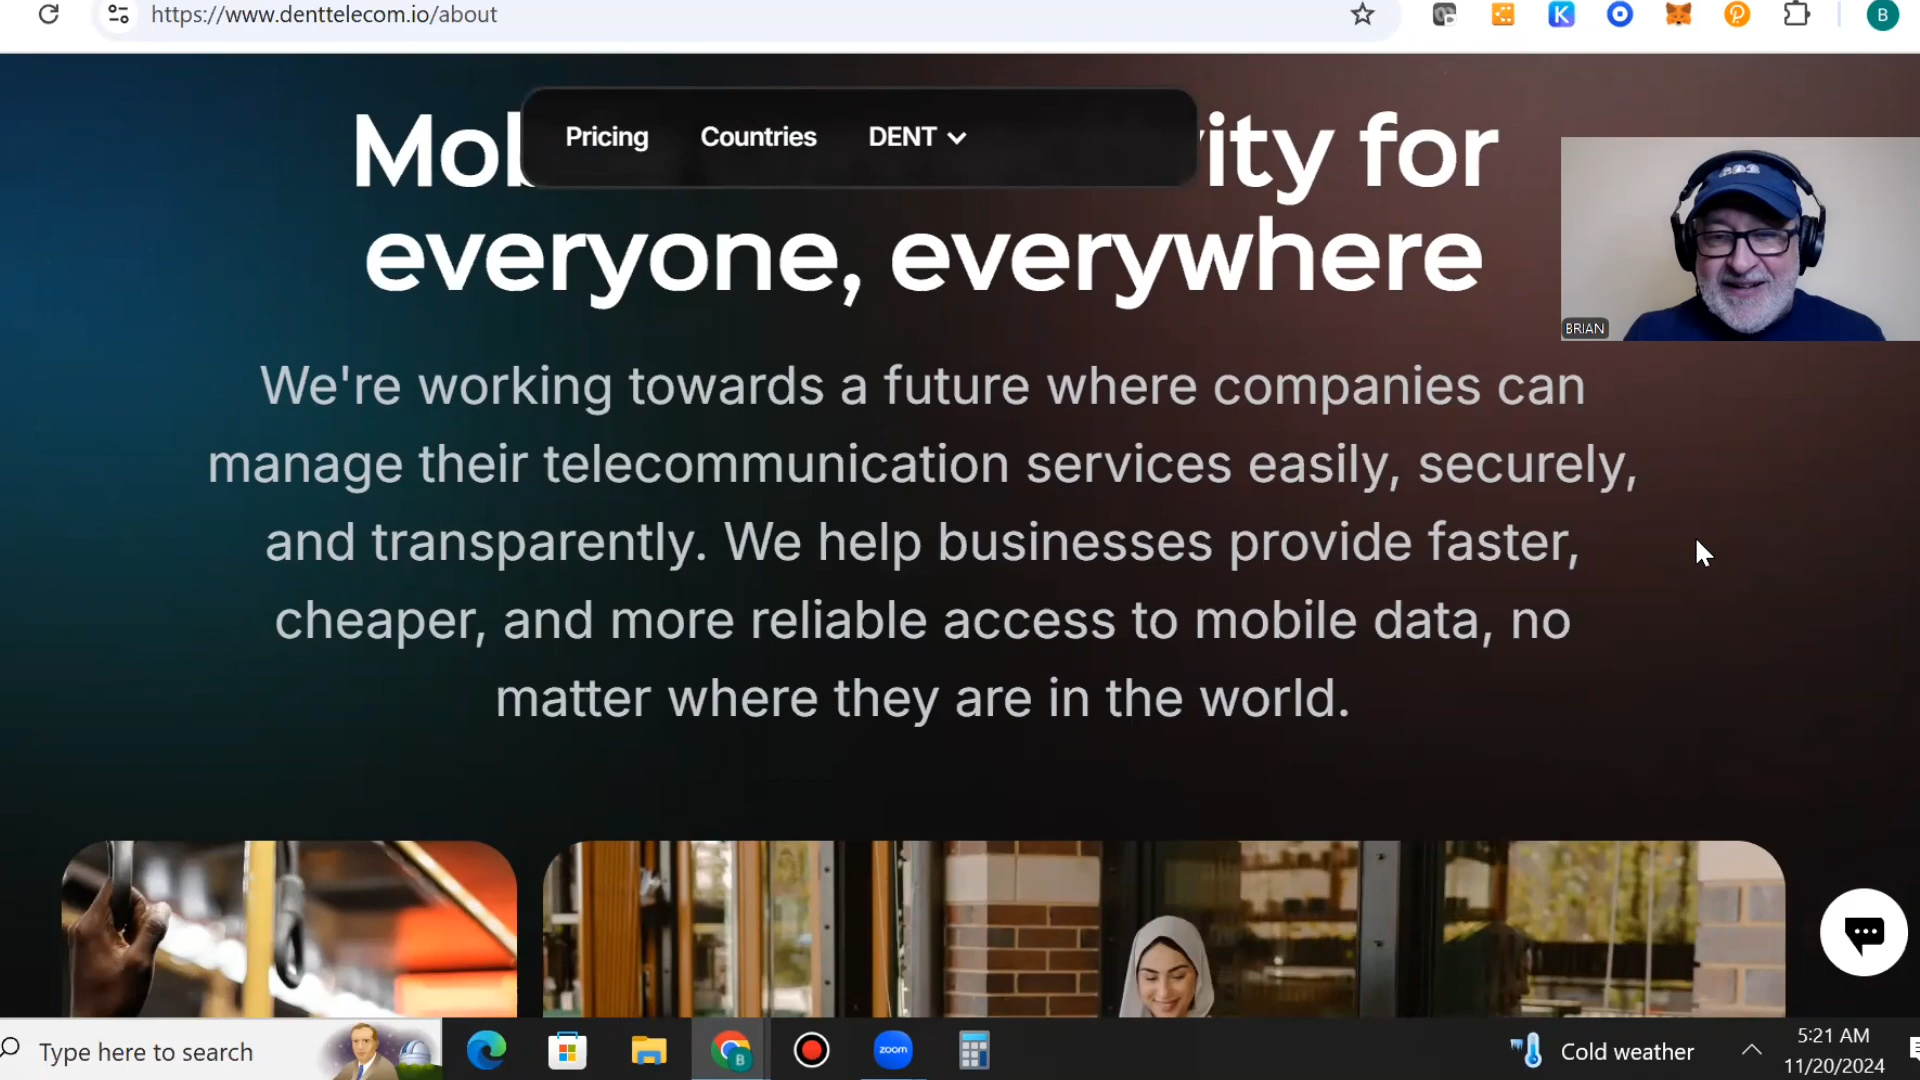 https://www.denttelecom.io/about
Pricing Countries DENT
ity for
everyone, everywhere
BRIAN
We're working towards a future where companies can
manage their telecommunication services easily, securely,
and transparently. We help businesses provide faster,
cheaper, and more reliable access to mobile data, no
matter where they are in the world.
Type here to search
zoom
Cold weather
5:21 AM
11/20/2024
B
K
B